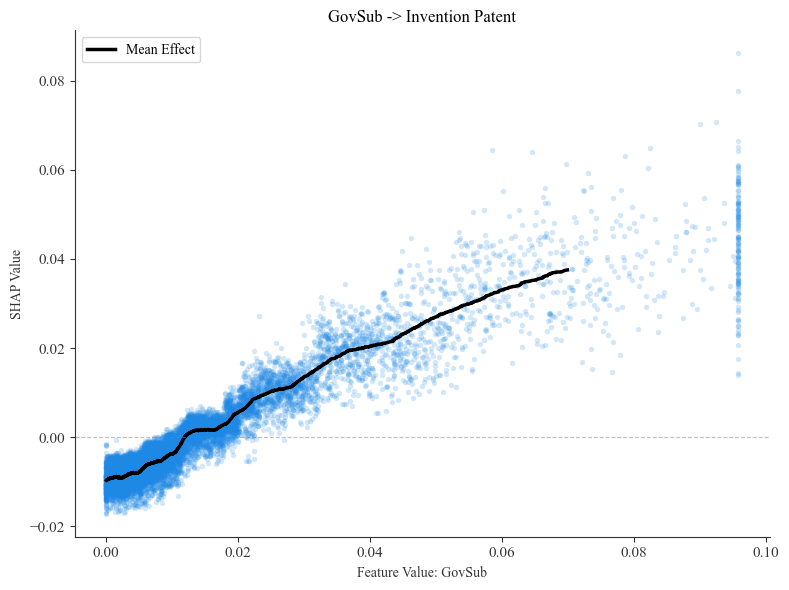 GovSub -> Invention Patent
Mean Effect
SHAP Value
0.08
0.06
0.04
0.02
0.00
−0.02
0.00 0.02 0.04 0.06 0.08 0.10
Feature Value: GovSub